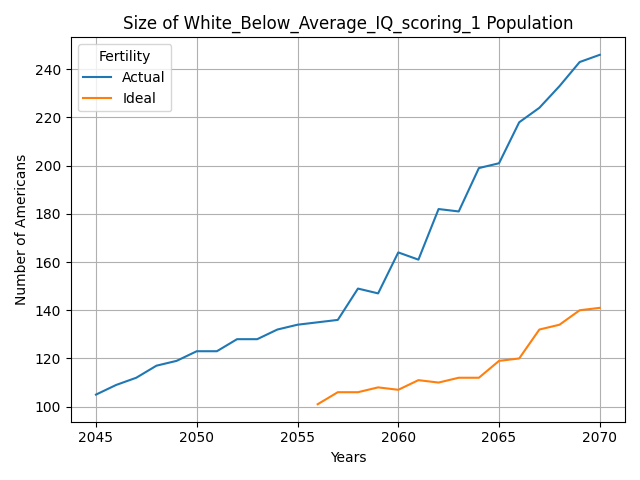 Size of White_Below_Average_IQ_scoring_1 Population
Fertility
Actual
Ideal
Number of Americans
240
220
200
180
160
140
120
100
2045 2050 2055 2060 2065 2070
Years